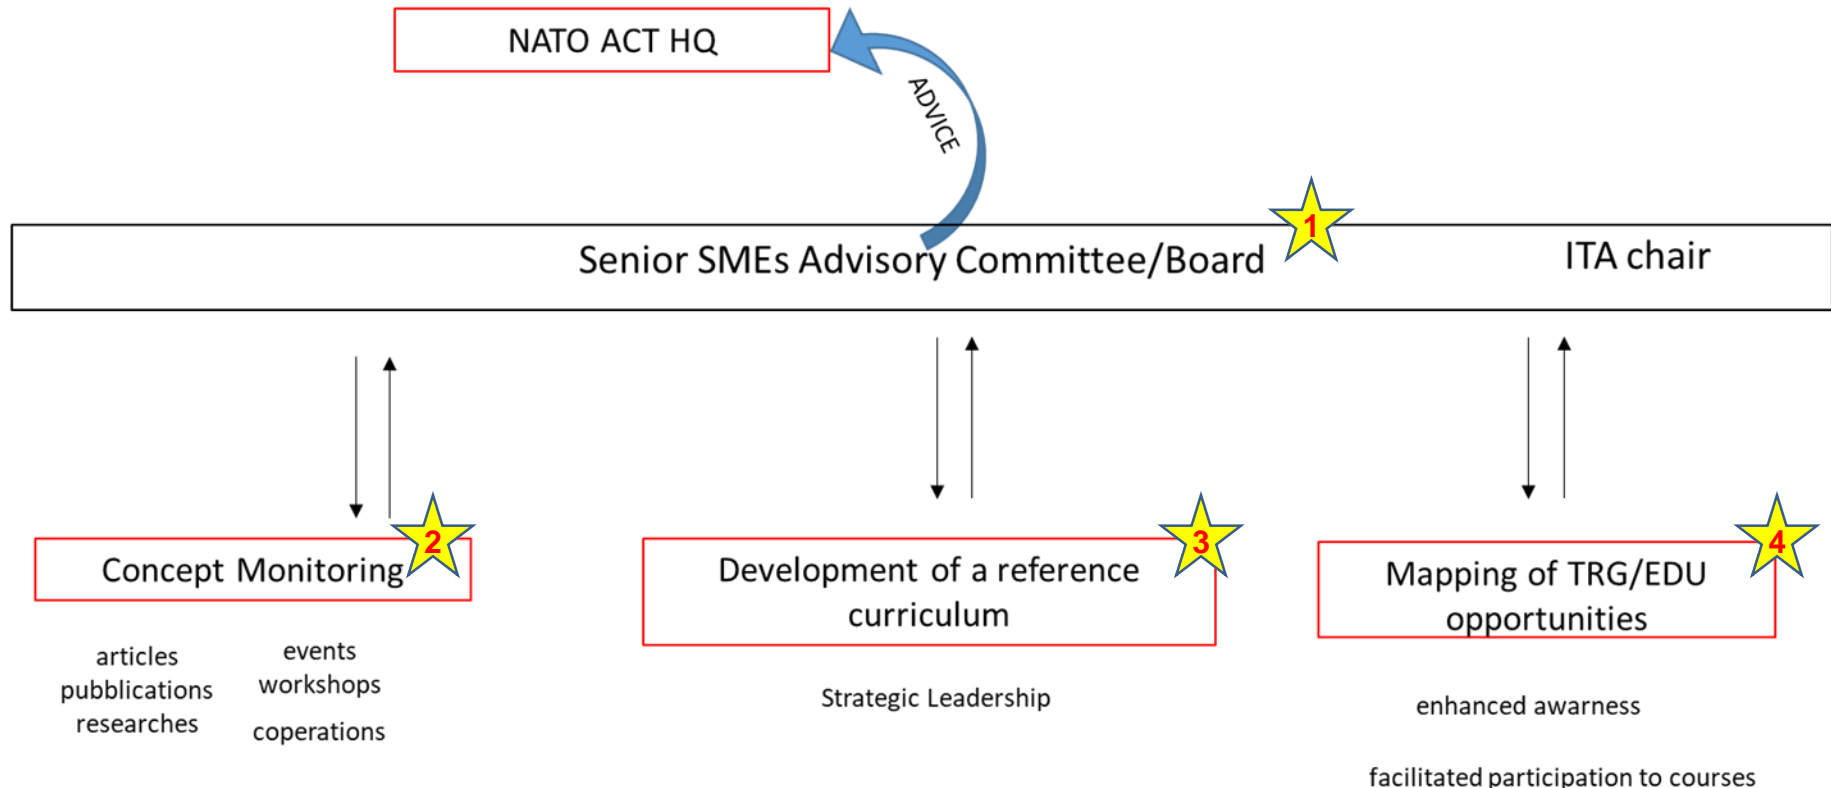 NATO ACT HQ
ADVICE
1
Senior SMEs Advisory Committee/Board
ITA chair
2
Concept Monitoring
articles
pubblications
researches
events
workshops
coperations
3
Development of a reference
curriculum
Strategic Leadership
4
Mapping of TRG/EDU
opportunities
enhanced awarness
facilitated participation to courses